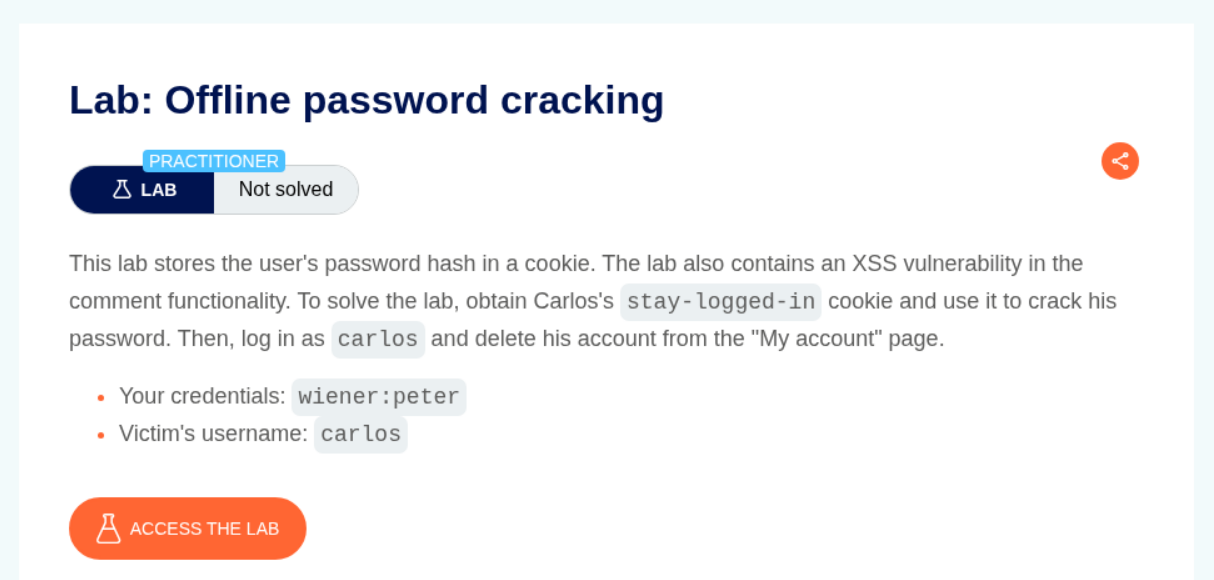 Lab: Offline password cracking
PRACTITIONER
LAB
Not solved
This lab stores the user's password hash in a cookie. The lab also contains an XSS vulnerability in the
comment functionality. To solve the lab, obtain Carlos's stay-logged-in cookie and use it to crack his
password. Then, log in as carlos and delete his account from the "My account" page.
• Your credentials: wiener:peter
• Victim's username: carlos
ACCESS THE LAB